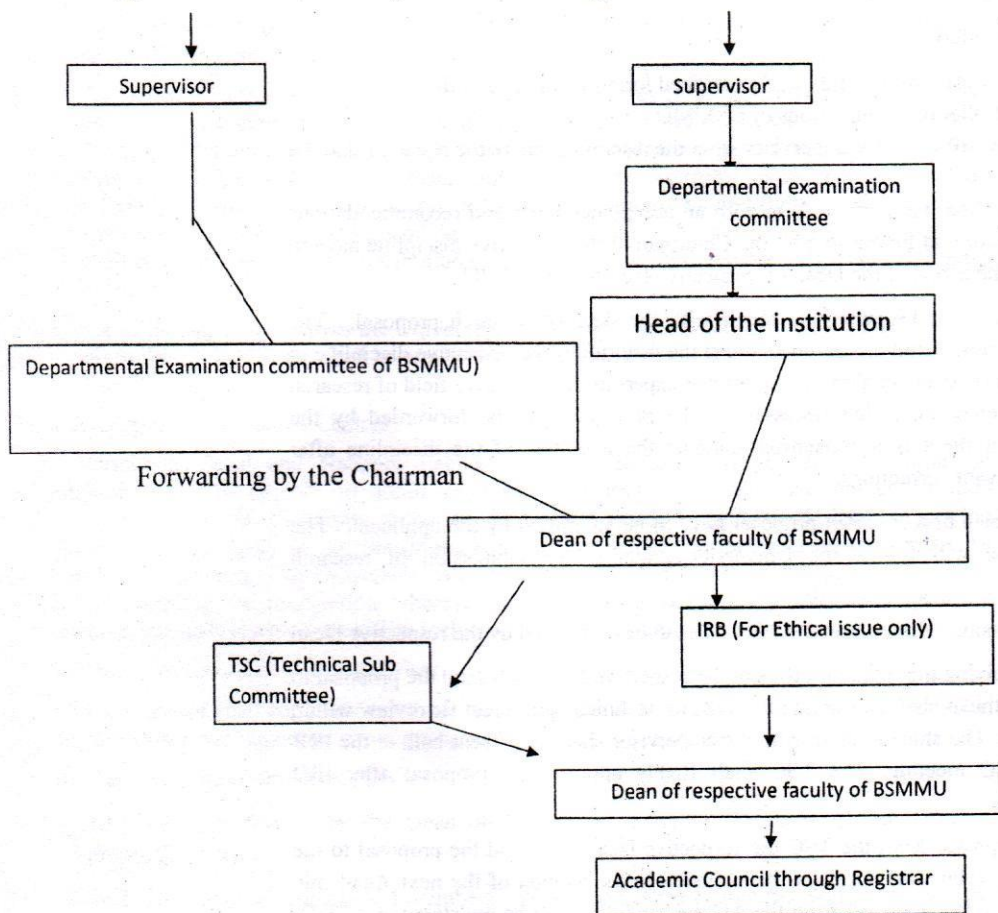 Supervisor
Supervisor
Departmental examination
committee
Head of the institution
Departmental Examination committee of BSMMU)
Forwarding by the Chairman
Dean of respective faculty of BSMMU
IRB (For Ethical issue only)
TSC (Technical Sub
Committee)
Dean of respective faculty of BSMMU
Academic Council through Registrar